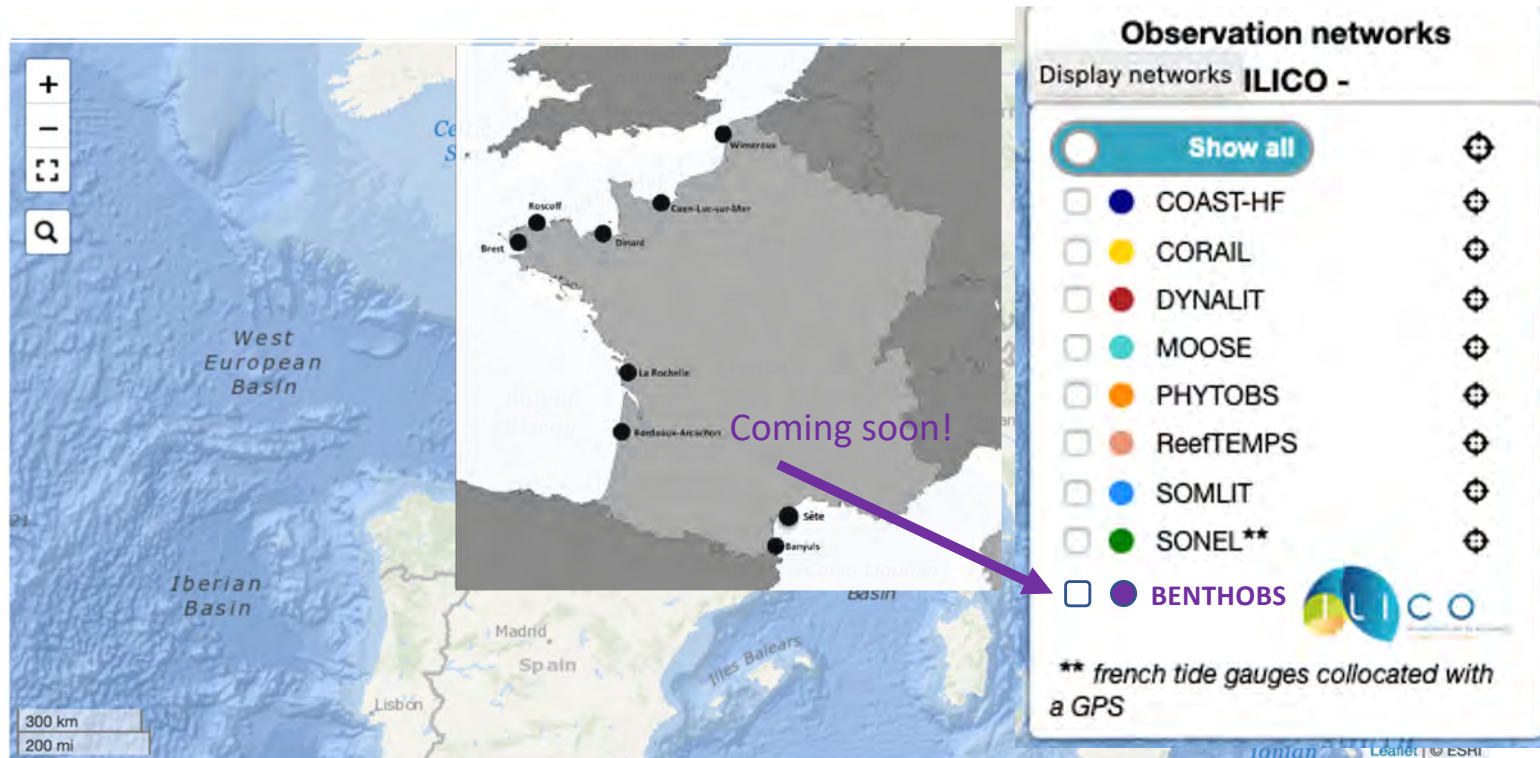 +
−
West
European
Basin
Iberian
Basin
Madrid
Spain
Lisbon
Illes Balears
Basin
300 km
200 mi
Wimereux
Roscoff
Caen-Luc-sur-Mer
Brest
Dinard
La Rochelle
Bordeaux-Arcachon
Sète
Banyuls
Coming soon!
Observation networks
Display networks ILICO -
Show all
COAST-HF
CORAIL
DYNALIT
MOOSE
PHYTOBS
ReefTEMPS
SOMLIT
SONEL**
BENTHOBS
ILICO
** french tide gauges collocated with
a GPS
Leaflet | © ESRI